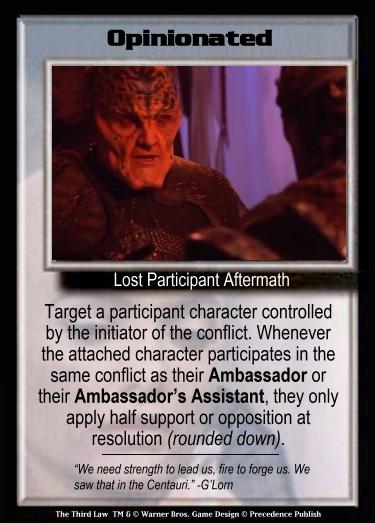 Opinionated
Lost Participant Aftermath
Target a participant character controlled
by the initiator of the conflict. Whenever
the attached character participates in the
same conflict as their Ambassador or
their Ambassador's Assistant, they only
apply half support or opposition at
resolution (rounded down).
"We need strength to lead us, fire to forge us. We
saw that in the Centauri." -G'Lorn
The Third Law TM & © Warner Bros. Game Design © Precedence Publish